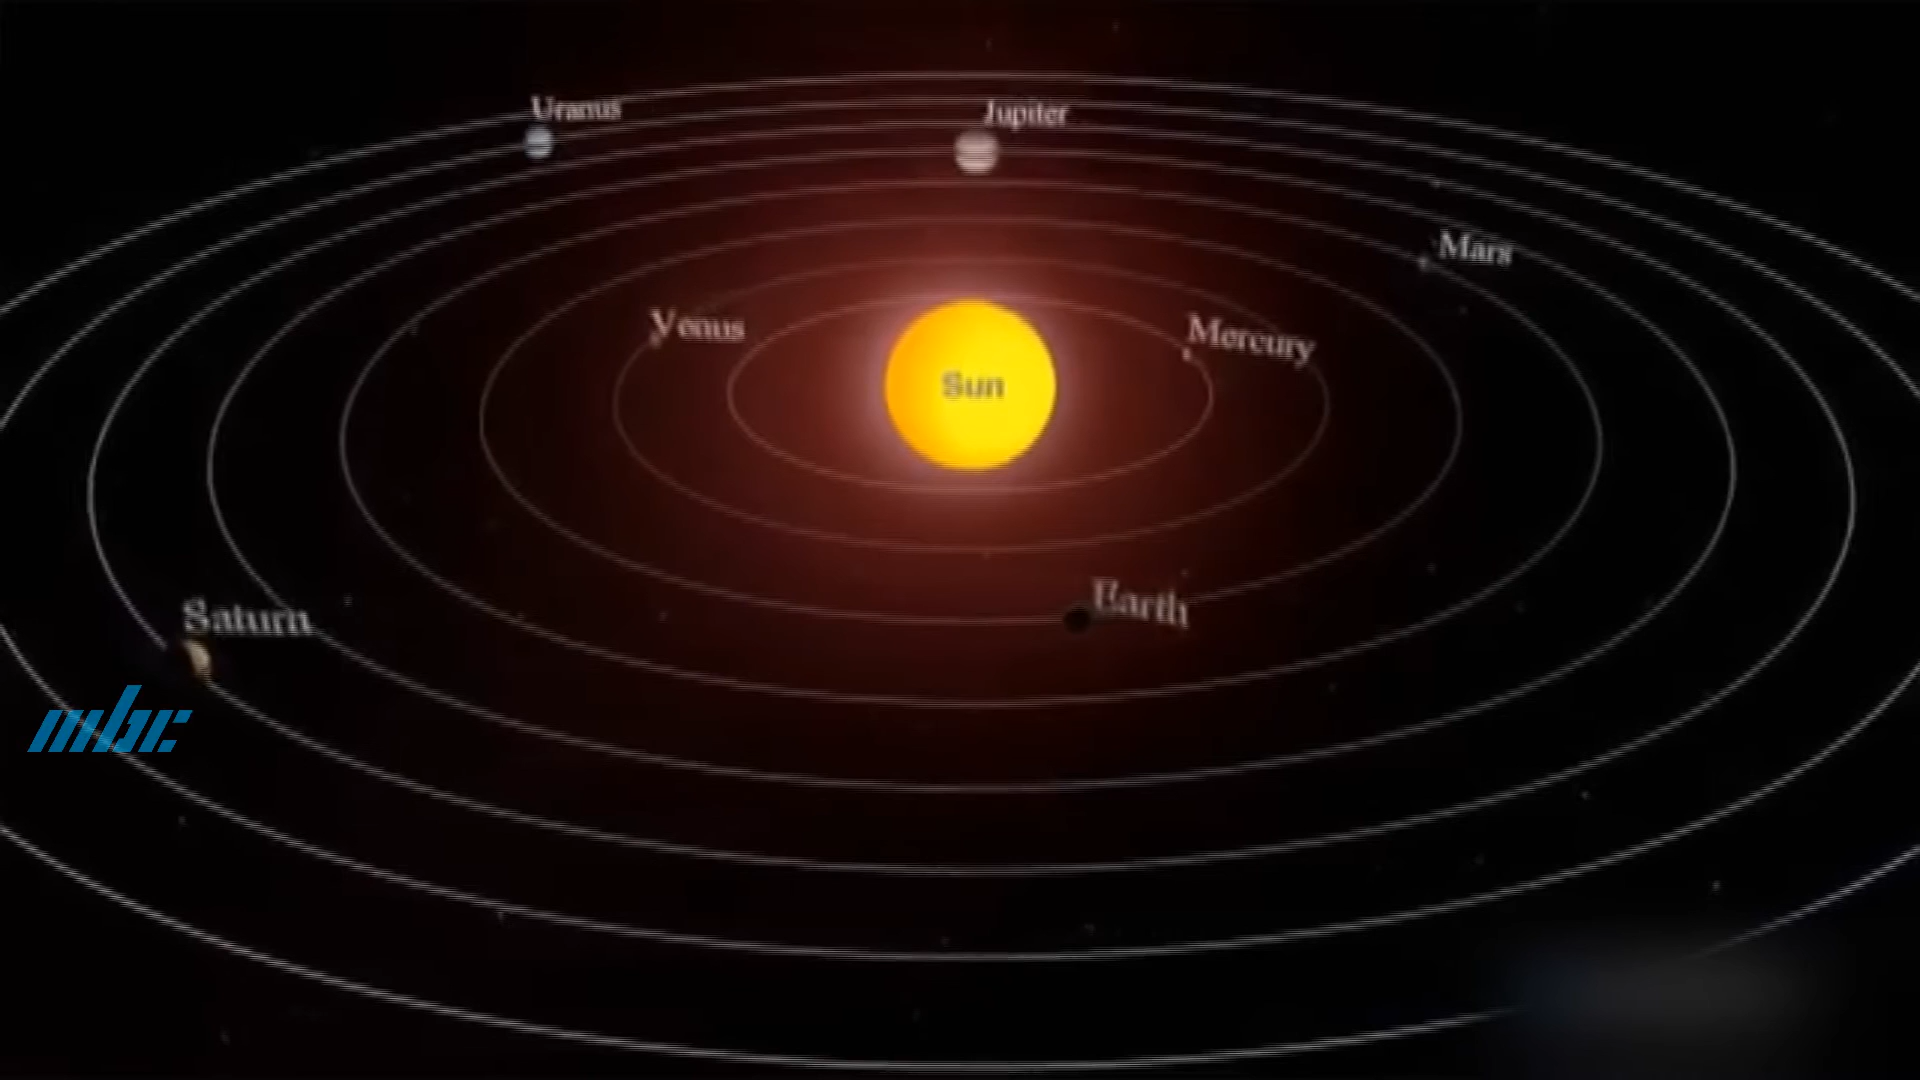 Uranus
Jupiter
Mars
Venus
Mercury
Sun
Earth
Saturn
mbc